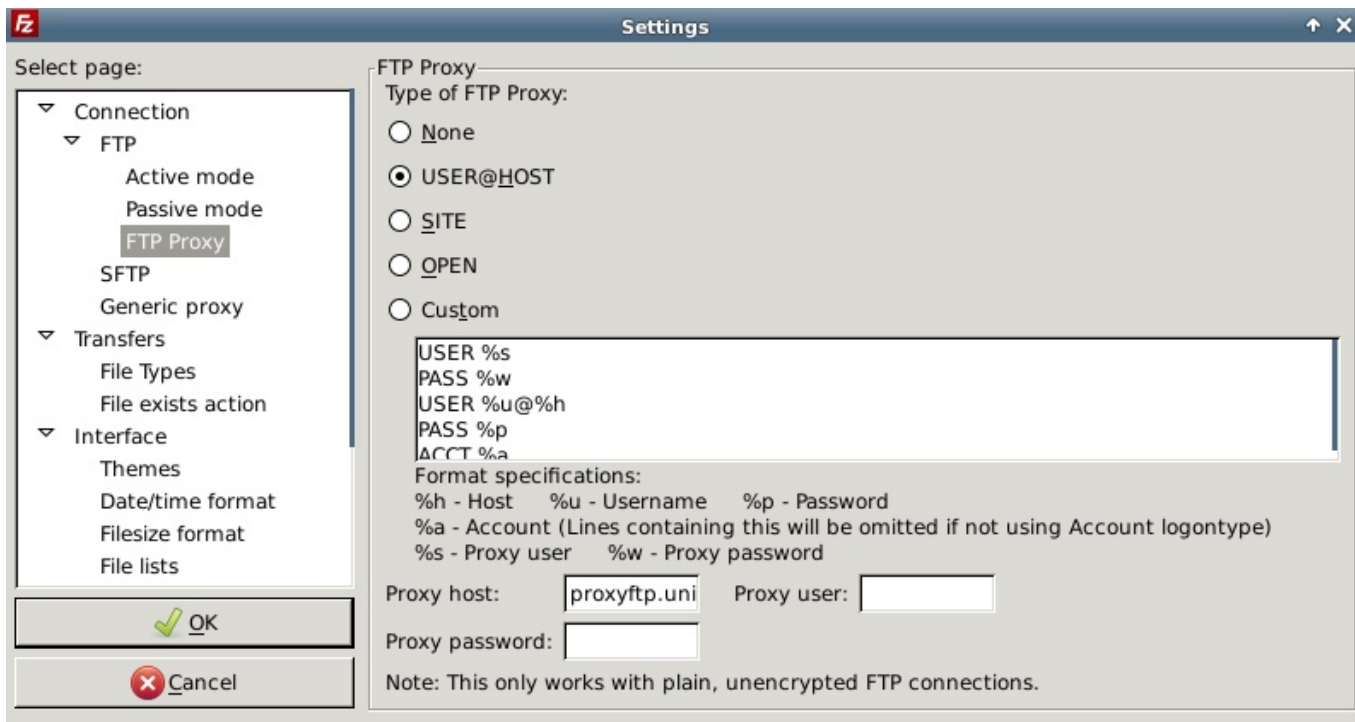 Fz
Settings
Select page:
Connection
FTP
Active mode
Passive mode
FTP Proxy
SFTP
Generic proxy
Transfers
File Types
File exists action
Interface
Themes
Date/time format
Filesize format
File lists
OK
Cancel
FTP Proxy
Type of FTP Proxy:
None
USER@HOST
SITE
OPEN
Custom
USER %s
PASS %w
USER %u@%h
PASS %p
ACCT %a
Format specifications:
%h - Host %u - Username %p - Password
%a - Account (Lines containing this will be omitted if not using Account logontype)
%s - Proxy user %w - Proxy password
Proxy host: proxyftp.uni Proxy user:
Proxy password:
Note: This only works with plain, unencrypted FTP connections.